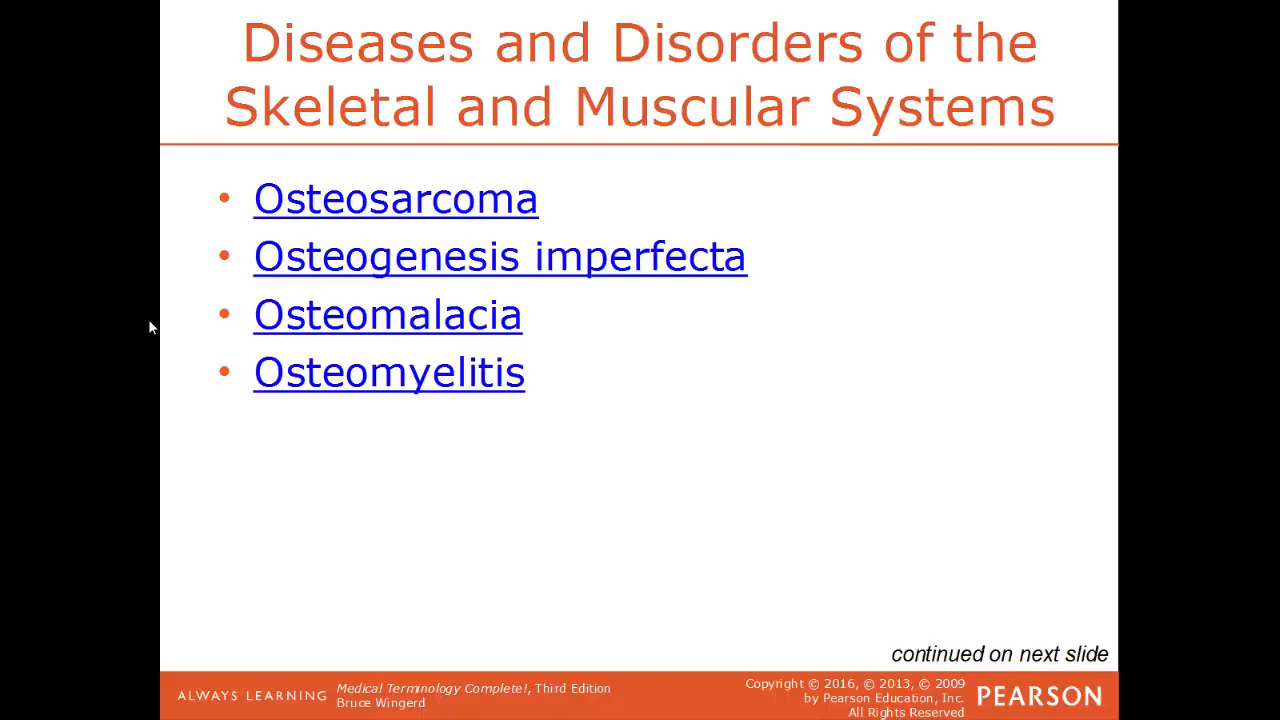 Diseases and Disorders of the
Skeletal and Muscular Systems
• Osteosarcoma
• Osteogenesis imperfecta
• Osteomalacia
• Osteomyelitis
continued on next slide
ALWAYS LEARNING
Medical Terminology Complete!, Third Edition
Bruce Wingerd
Copyright © 2016, © 2013, © 2009
by Pearson Education, Inc.
All Rights Reserved
PEARSON